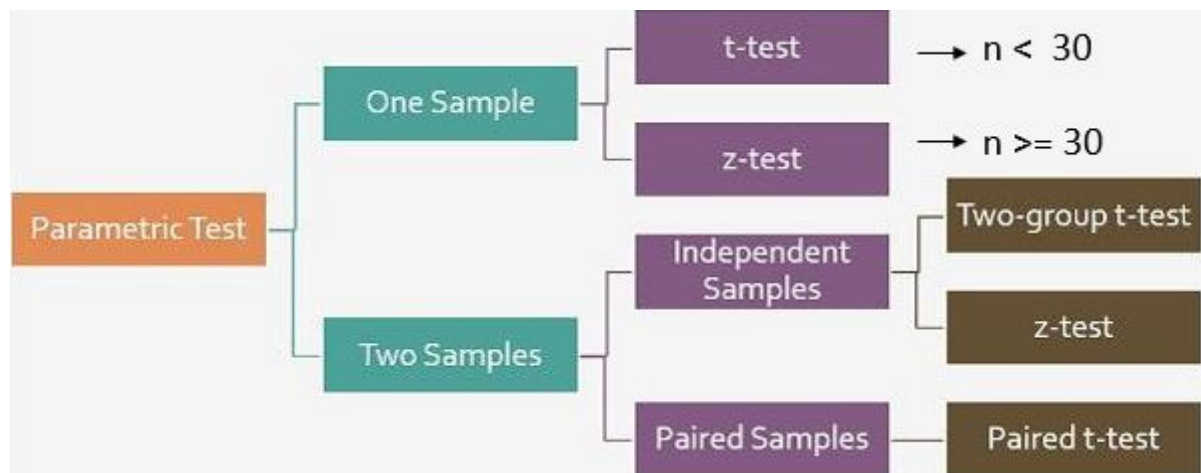 t-test
→ n < 30
One Sample
z-test
→ n >= 30
Parametric Test
Two-group t-test
Independent
Samples
z-test
Two Samples
Paired Samples
Paired t-test